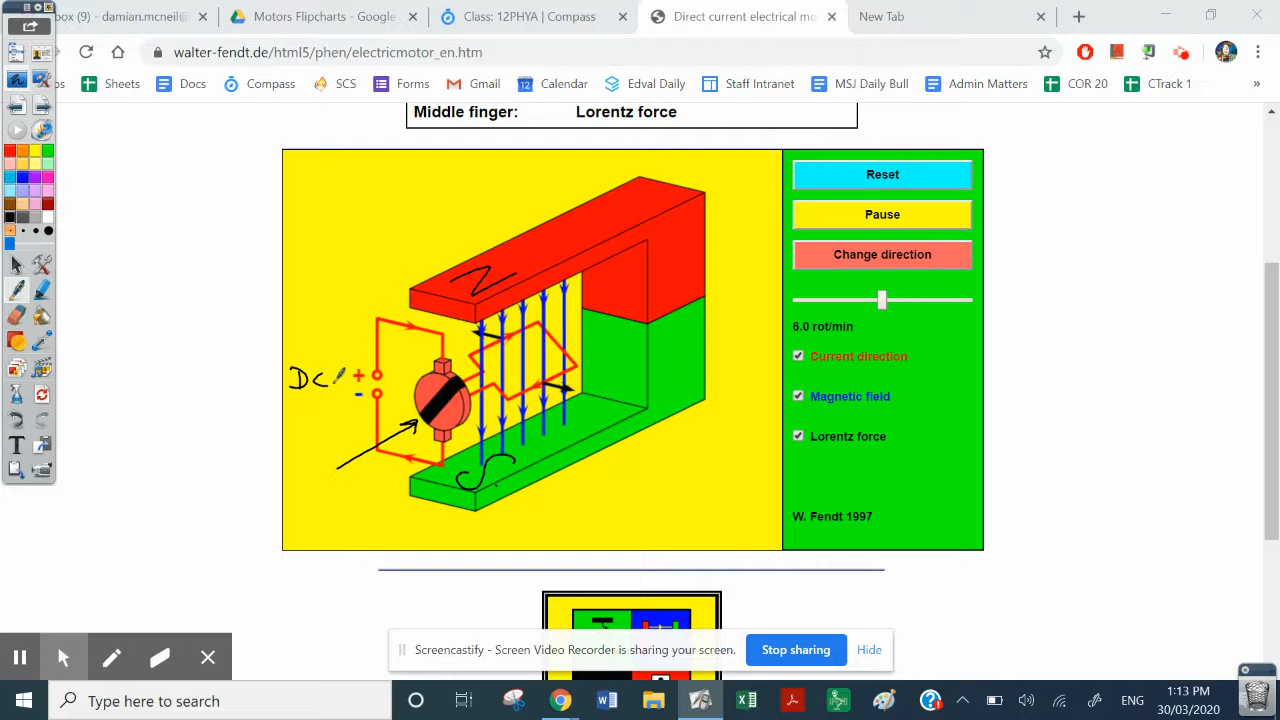 box (9) - damian.mcneil
Motors flipcharts - Google
s: 12PHYA | Compass
Direct current electrical mo
New Tab
walter-fendt.de/html5/phen/electricmotor_en.htm
ps
Sheets
Docs
Compass
SCS
Form
Gmail
Calendar
Edval Daily
Staff Intranet
MSJ Daily Bull
Admin Matters
COR 20
CTrack 1
»
Middle finger: Lorentz force
Reset
Pause
Change direction
6.0 rot/min
Current direction
Magnetic field
Lorentz force
W. Fendt 1997
N
DC
+
-
S
Screencastify - Screen Video Recorder is sharing your screen.
Stop sharing
Hide
Type here to search
ENG
1:13 PM
30/03/2020